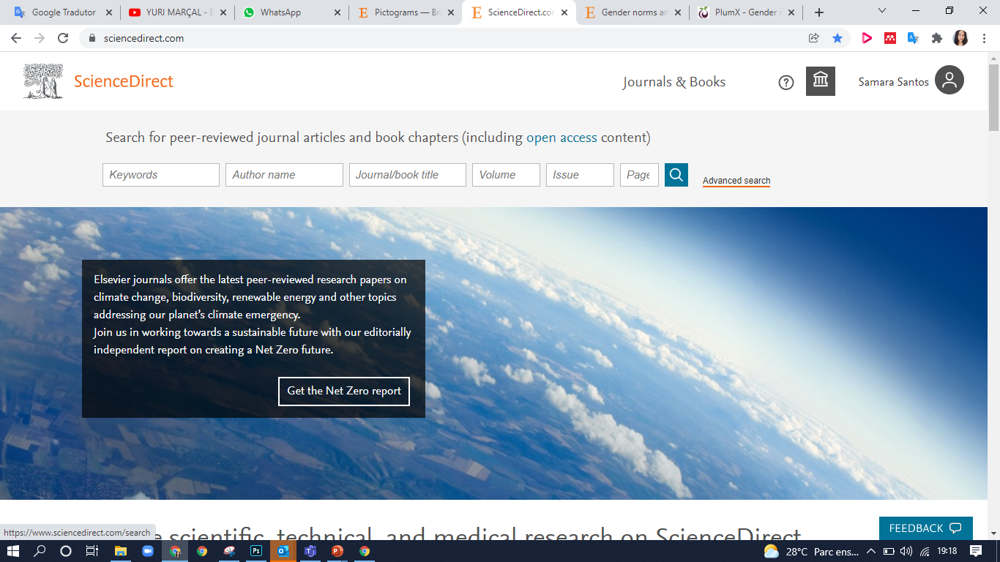 Google Tradutor
YURI MARÇAL - E
WhatsApp
Pictograms — Br
ScienceDirect.co
Gender norms an
PlumX - Gender
sciencedirect.com
ScienceDirect
Journals & Books
Samara Santos
Search for peer-reviewed journal articles and book chapters (including open access content)
Keywords
Author name
Journal/book title
Volume
Issue
Page
Advanced search
Elsevier journals offer the latest peer-reviewed research papers on
climate change, biodiversity, renewable energy and other topics
addressing our planet's climate emergency.
Join us in working towards a sustainable future with our editorially
independent report on creating a Net Zero future.
Get the Net Zero report
https://www.sciencedirect.com/search
scientific, technical, and medical research on ScienceDirect
FEEDBACK
28°C Parc ens...
19:18